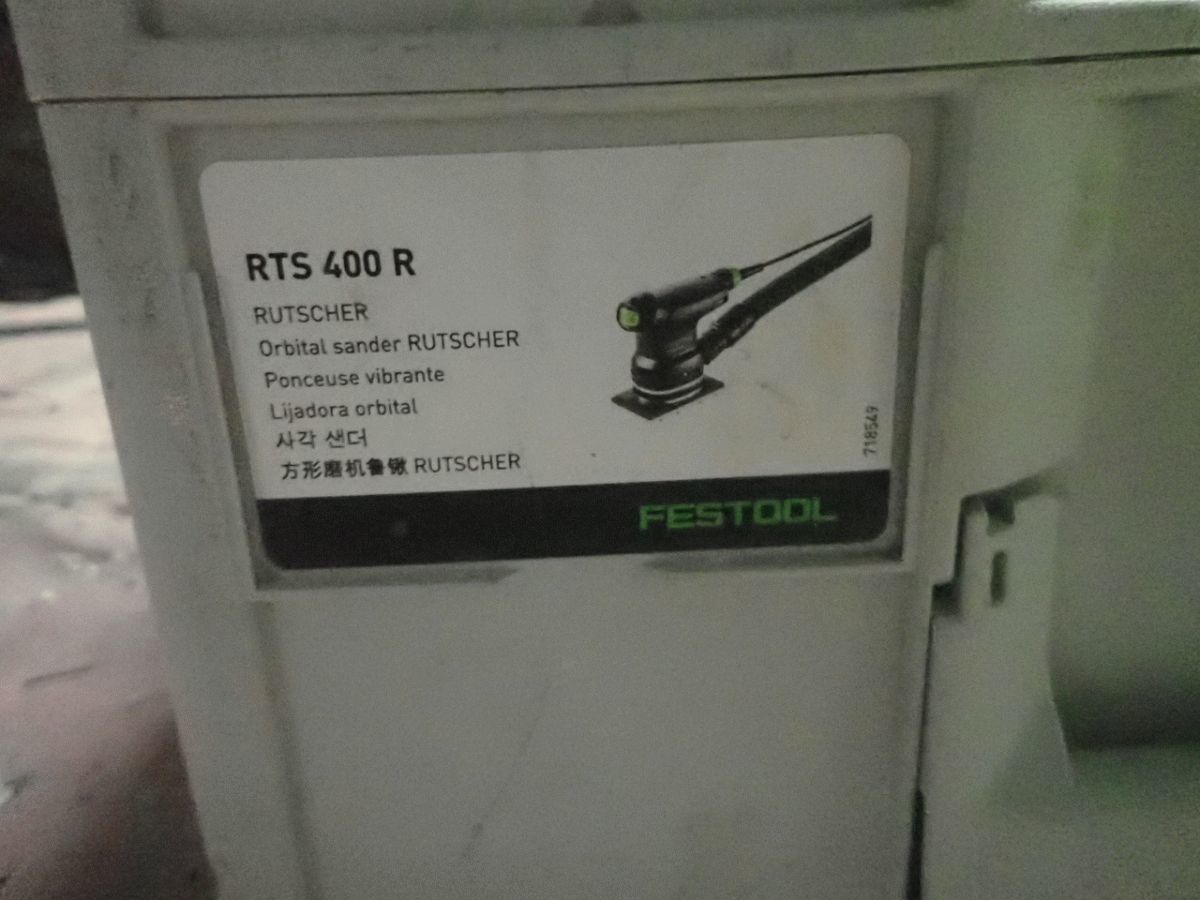 RTS 400 R
RUTSCHER
Orbital sander RUTSCHER
Ponceuse vibrante
Lijadora orbital
사각 샌더
方形磨机鲁锹 RUTSCHER
718549
FESTOOL